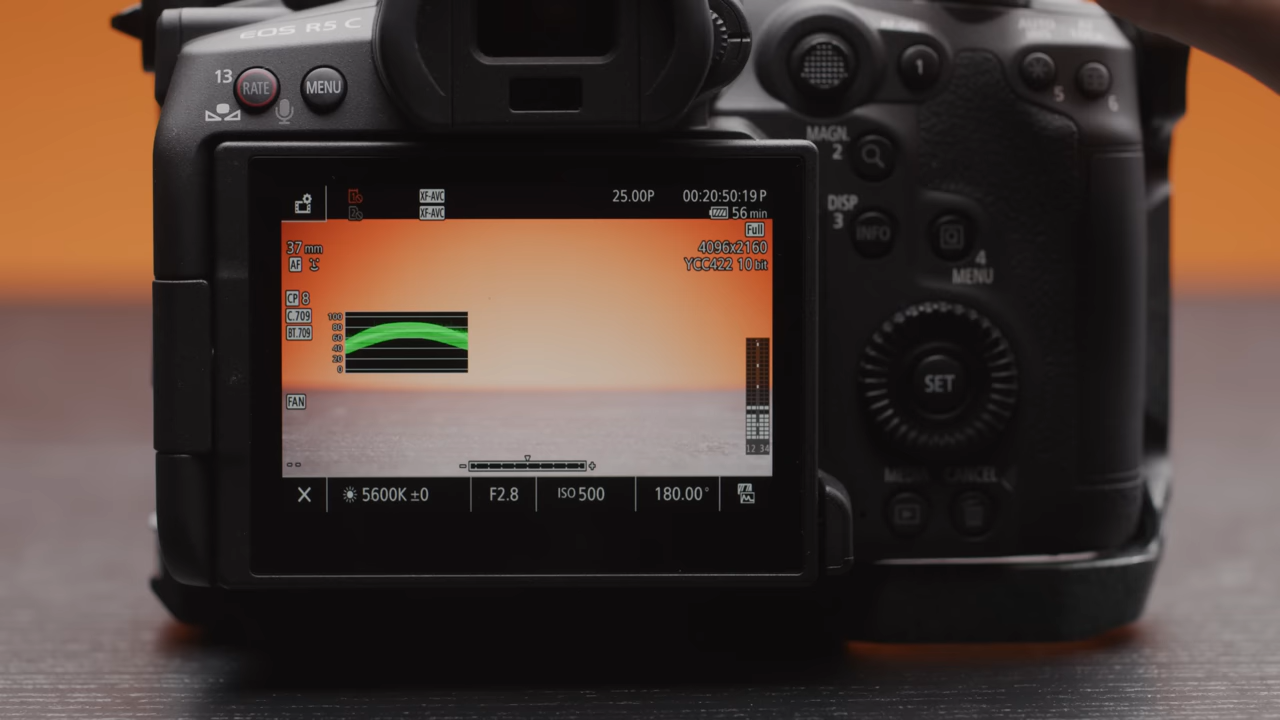 EOS R5 C
13
RATE
MENU
1
5
6
MAGN.
2
DISP
3
INFO
4
MENU
SET
MEDIA
CANCEL
XF-AVC
XF-AVC
25.00P
00:20:50:19 P
56 min
Full
37 mm
4096x2160
AF
YCC422 10 bit
CP 8
C.709
BT.709
100
80
60
40
20
0
FAN
12 34
5600K ±0
F2.8
ISO 500
180.00°